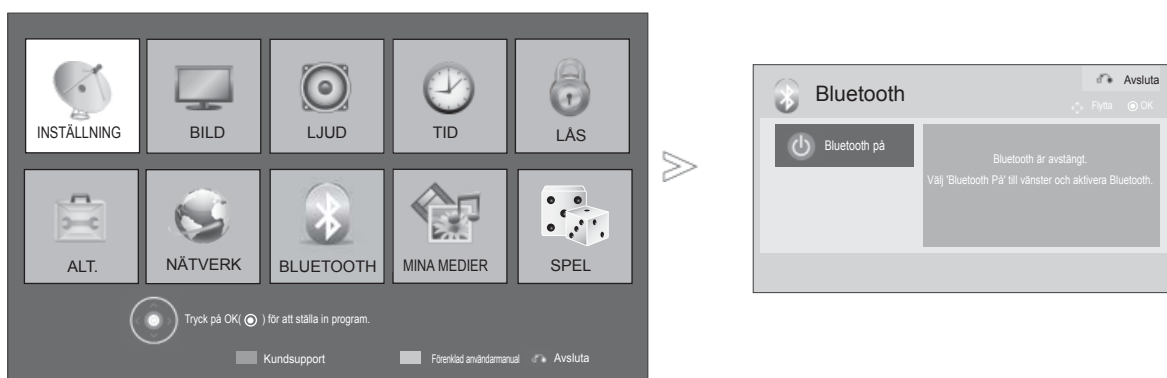 INSTÄLLNING
BILD
LJUD
TID
LÅS
ALT.
NÄTVERK
BLUETOOTH
MINA MEDIER
SPEL
Tryck på OK( ) för att ställa in program.
Kundsupport
Förenklad användarmanual
Avsluta
Bluetooth
Avsluta
Flytta OK
Bluetooth på
Bluetooth är avstängt.
Välj 'Bluetooth På' till vänster och aktivera Bluetooth.